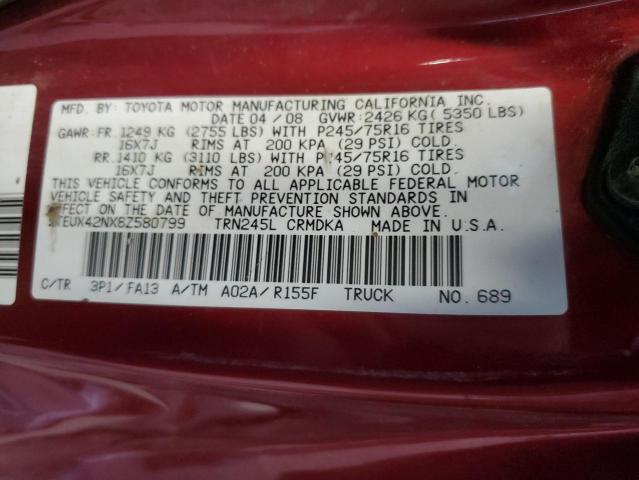 MFD. BY: TOYOTA MOTOR MANUFACTURING CALIFORNIA INC.
DATE 04 / 08 GVWR: 2426 KG ( 5350 LBS)
GAWR: FR. 1249 KG (2755 LBS) WITH P245/75R16 TIRES
16X7J RIMS AT 200 KPA (29 PSI) COLD.
RR. 1410 KG (3110 LBS) WITH P245/75R16 TIRES
16X7J RIMS AT 200 KPA (29 PSI) COLD.
THIS VEHICLE CONFORMS TO ALL APPLICABLE FEDERAL MOTOR
VEHICLE SAFETY AND THEFT PREVENTION STANDARDS IN
EFFECT ON THE DATE OF MANUFACTURE SHOWN ABOVE.
TEUX42NX8Z580799 TRN245L CRMDKA MADE IN U.S.A.
C/TR 3P1/FA13 A/TM A02A/R155F TRUCK NO. 689